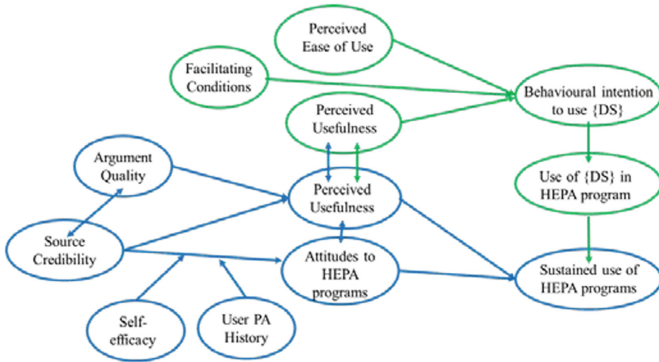 Perceived
Ease of Use
Facilitating
Conditions
Behavioural intention
to use {DS}
Perceived
Usefulness
Argument
Quality
Use of {DS} in
HEPA program
Perceived
Usefulness
Source
Credibility
Attitudes to
HEPA
programs
Sustained use of
HEPA programs
Self-
efficacy
User PA
History